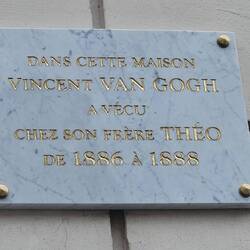 DANS CETTE MAISON
VINCENT VAN GOGH
A VÉCU
CHEZ SON FRÈRE THÉO
DE 1886 À 1888